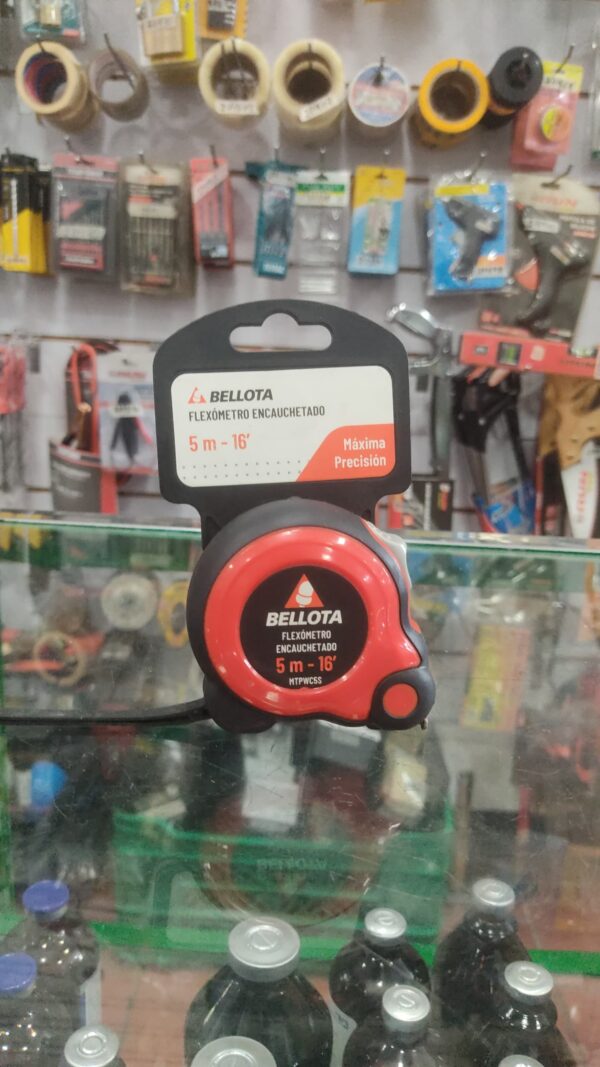 BELLOTA
FLEXÓMETRO ENCAUCHETADO
5 m - 16'
Máxima
Precisión
BELLOTA
FLEXÓMETRO
ENCAUCHETADO
5 m - 16'
MTPWC5S